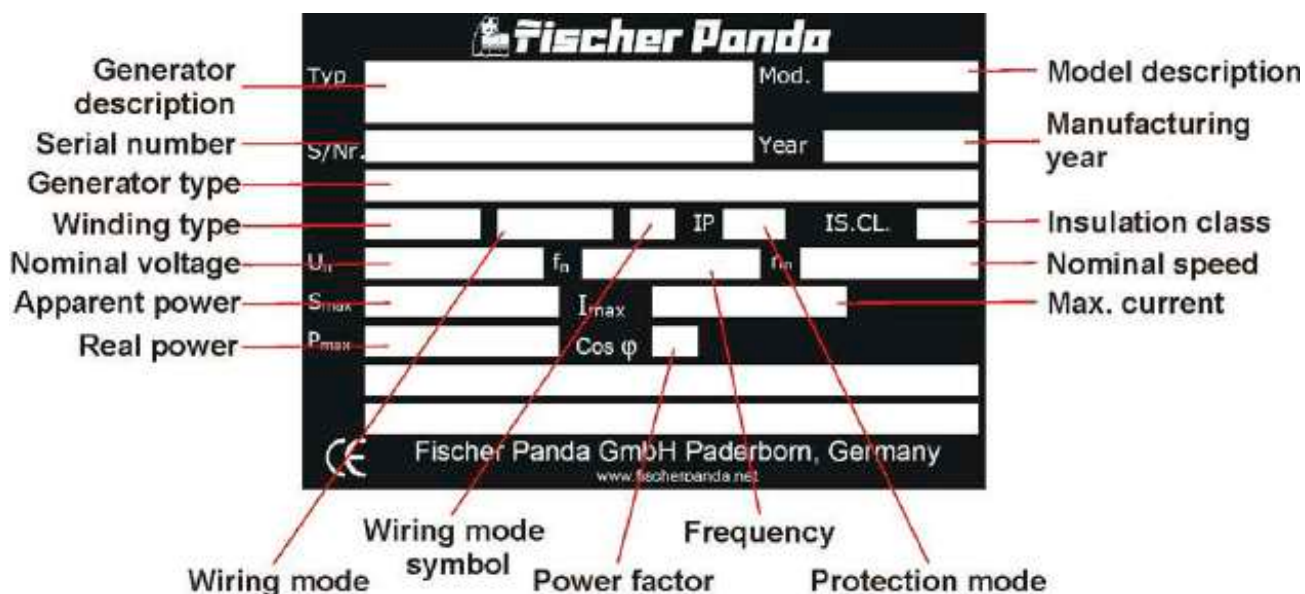 Fischer Panda
Generator description
Typ
Mod.
Model description
Serial number
S/Nr.
Year
Manufacturing year
Generator type
Winding type
IP
IS.CL.
Insulation class
Nominal voltage
Un
fn
nn
Nominal speed
Apparent power
Smax
Imax
Max. current
Real power
Pmax
Cos φ
CE
Fischer Panda GmbH Paderborn, Germany
www.fischerpanda.net
Wiring mode symbol
Frequency
Wiring mode
Power factor
Protection mode